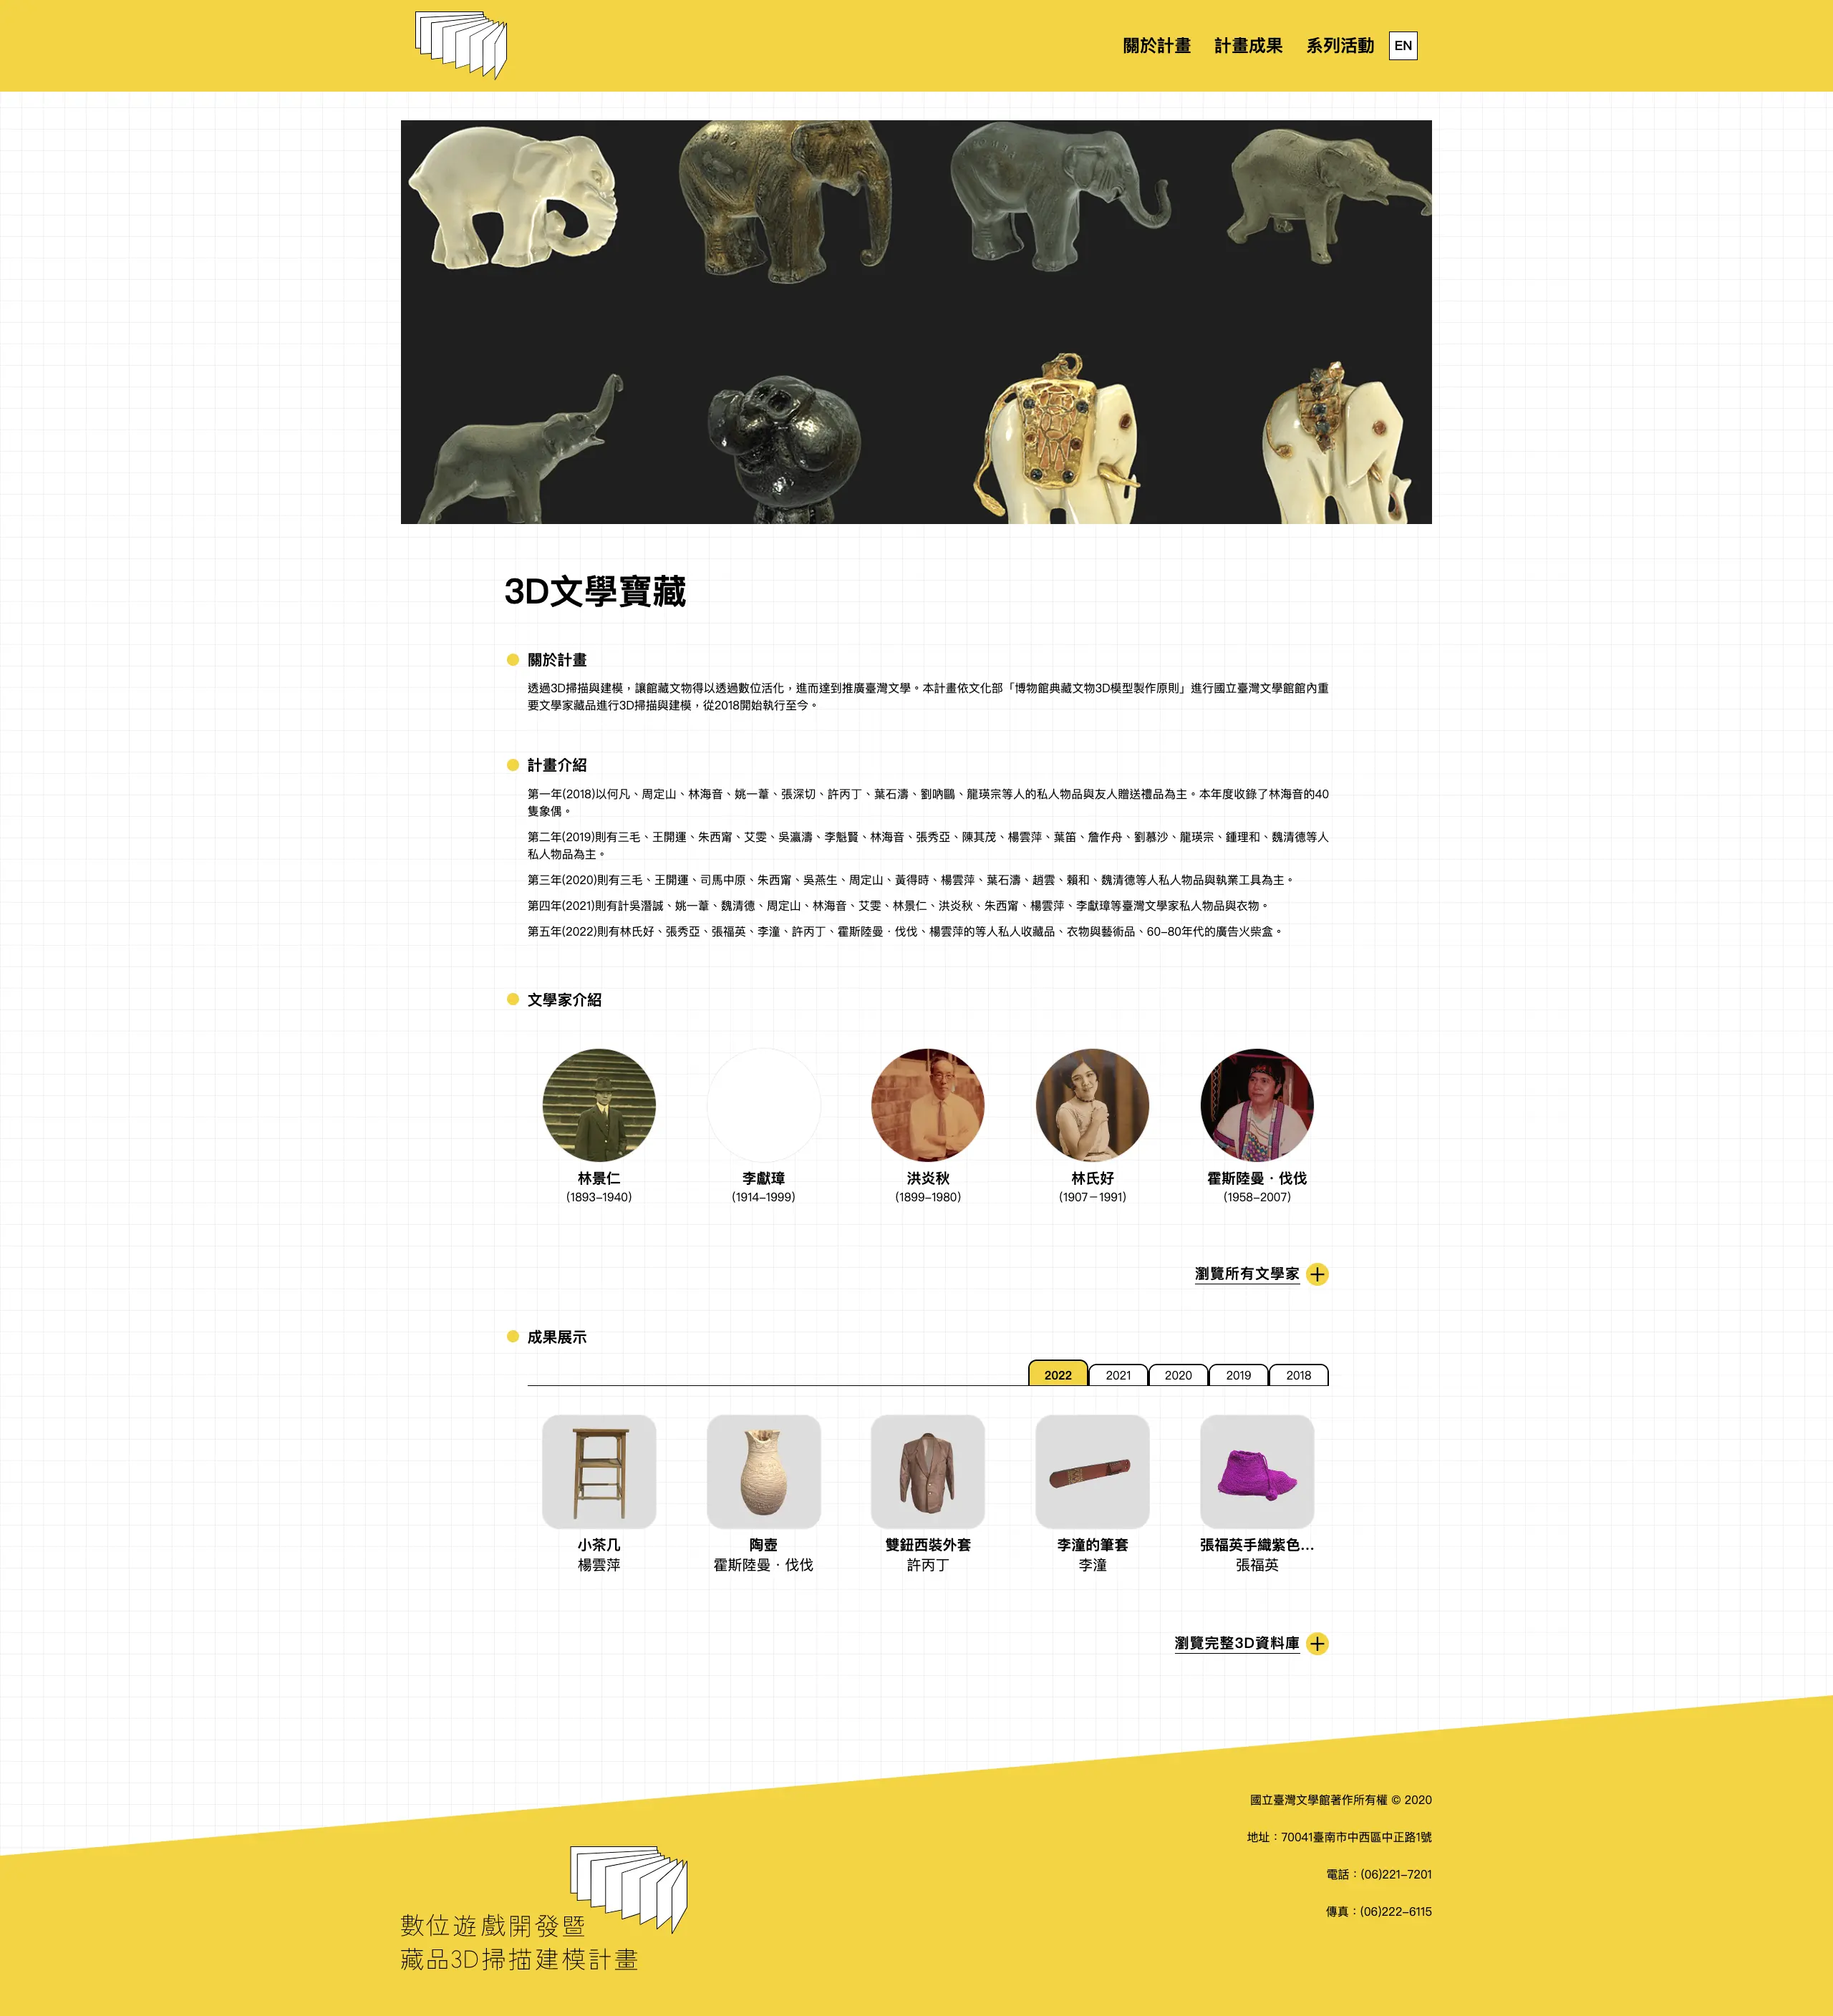 關於計畫 計畫成果 系列活動 EN
3D文學寶藏
關於計畫
透過3D掃描與建模，讓館藏文物得以透過數位活化，進而達到推廣臺灣文學。本計畫依文化部「博物館典藏文物3D模型製作原則」進行國立臺灣文學館館內重
要文學家藏品進行3D掃描與建模，從2018開始執行至今。
計畫介紹
第一年(2018)以何凡、周定山、林海音、姚一葦、張深切、許丙丁、葉石濤、劉吶鷗、龍瑛宗等人的私人物品與友人贈送禮品為主。本年度收錄了林海音的40
隻象偶。
第二年(2019)則有三毛、王開運、朱西甯、艾雯、吳瀛濤、李魁賢、林海音、張秀亞、陳其茂、楊雲萍、葉笛、詹作舟、劉慕沙、龍瑛宗、鍾理和、魏清德等人
私人物品為主。
第三年(2020)則有三毛、王開運、司馬中原、朱西甯、吳燕生、周定山、黃得時、楊雲萍、葉石濤、趙雲、賴和、魏清德等人私人物品與執業工具為主。
第四年(2021)則有計吳潛誠、姚一葦、魏清德、周定山、林海音、艾雯、林景仁、洪炎秋、朱西甯、楊雲萍、李獻璋等臺灣文學家私人物品與衣物。
第五年(2022)則有林氏好、張秀亞、張福英、李潼、許丙丁、霍斯陸曼‧伐伐、楊雲萍的等人私人收藏品、衣物與藝術品、60-80年代的廣告火柴盒。
文學家介紹
林景仁 李獻璋 洪炎秋 林氏好 霍斯陸曼‧伐伐
(1893-1940) (1914-1999) (1899-1980) (1907－1991) (1958-2007)
瀏覽所有文學家
成果展示
2022 2021 2020 2019 2018
小茶几 陶壺 雙鈕西裝外套 李潼的筆套 張福英手織紫色...
楊雲萍 霍斯陸曼‧伐伐 許丙丁 李潼 張福英
瀏覽完整3D資料庫
國立臺灣文學館著作所有權 © 2020
地址：70041臺南市中西區中正路1號
電話：(06)221-7201
傳真：(06)222-6115
數位遊戲開發暨
藏品3D掃描建模計畫